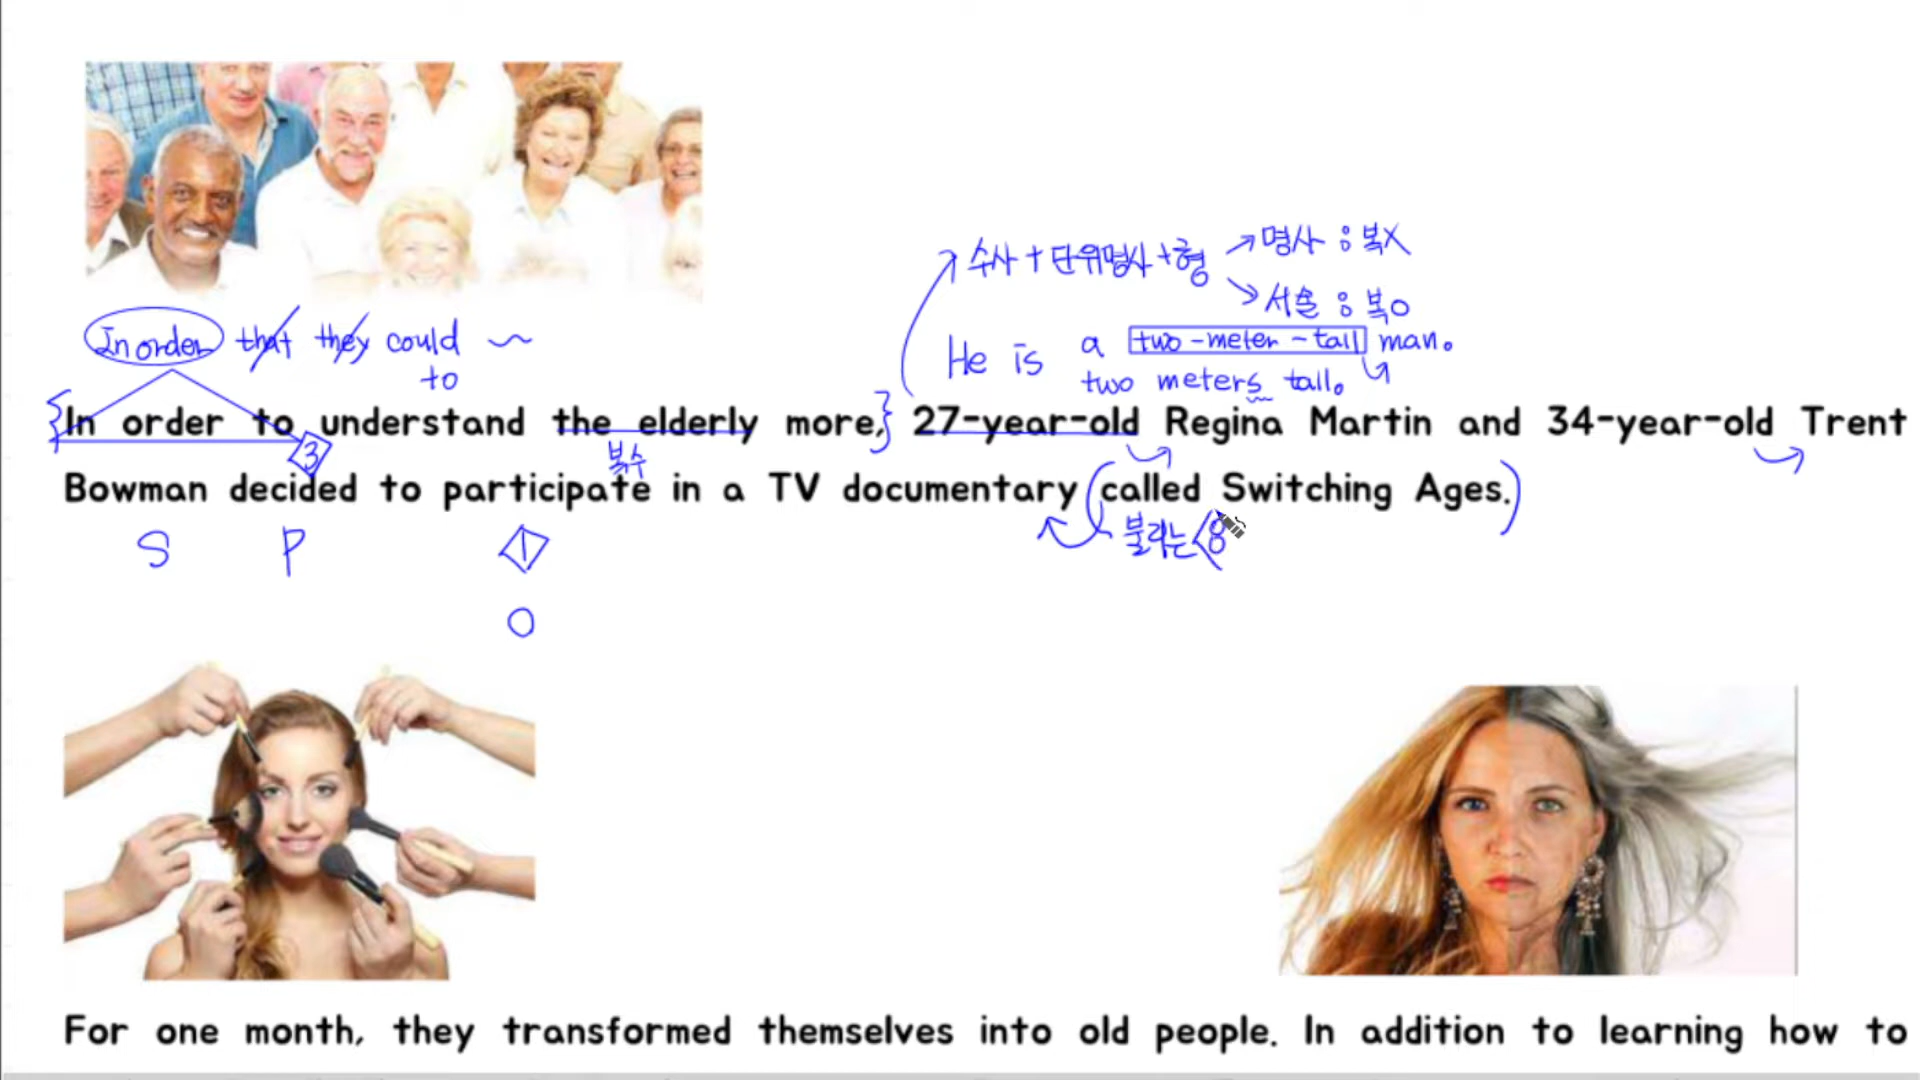 수사+단위명사+형 → 명사 : 복X
→ 서술 : 복O
In order that they could ~
to
He is a two-meter-tall man.
two meters tall.
{In order to understand the elderly more,} 27-year-old Regina Martin and 34-year-old Trent
3
복수
Bowman decided to participate in a TV documentary (called Switching Ages.)
S P 1 불리는 8
O
For one month, they transformed themselves into old people. In addition to learning how to